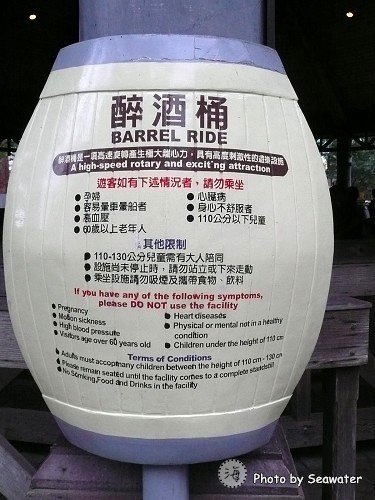 醉酒桶
BARREL RIDE
醉酒桶是一項高速旋轉產生極大離心力，具有高度刺激性的遊樂設施
A high-speed rotary and exciting attraction
遊客如有下述情況者，請勿乘坐
● 孕婦
● 容易暈車暈船者
● 高血壓
● 60歲以上老年人
● 心臟病
● 身心不舒服者
● 110公分以下兒童
其他限制
● 110-130公分兒童需有大人陪同
● 設施尚未停止時，請勿站立或下來走動
● 乘坐設施請勿吸煙及攜帶食物、飲料
If you have any of the following symptoms,
please DO NOT use the facility
● Pregnancy
● Motion sickness
● High blood pressure
● Visitors age over 60 years old
● Heart diseases
● Physical or mental not in a healthy
condition
● Children under the height of 110 cm
Terms of Conditions
● Adults must accopmany children between the height of 110 cm - 130 cm
● Please remain seated until the facility comes to a complete standstill
● No Somking,Food and Drinks in the facility
海
Photo by Seawater